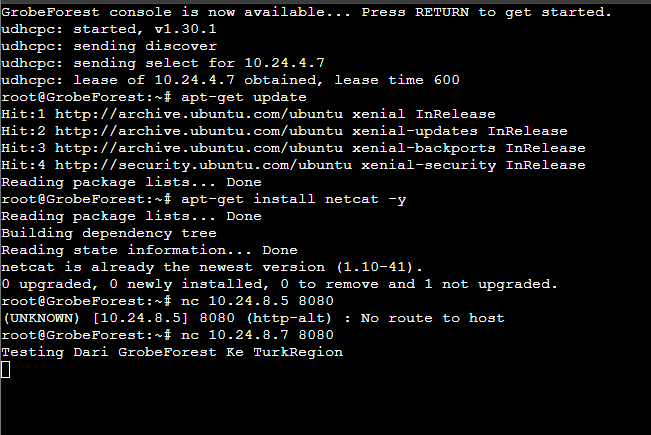 GrobeForest console is now available... Press RETURN to get started.
udhcpc: started, v1.30.1
udhcpc: sending discover
udhcpc: sending select for 10.24.4.7
udhcpc: lease of 10.24.4.7 obtained, lease time 600
root@GrobeForest:~# apt-get update
Hit:1 http://archive.ubuntu.com/ubuntu xenial InRelease
Hit:2 http://archive.ubuntu.com/ubuntu xenial-updates InRelease
Hit:3 http://archive.ubuntu.com/ubuntu xenial-backports InRelease
Hit:4 http://security.ubuntu.com/ubuntu xenial-security InRelease
Reading package lists... Done
root@GrobeForest:~# apt-get install netcat -y
Reading package lists... Done
Building dependency tree
Reading state information... Done
netcat is already the newest version (1.10-41).
0 upgraded, 0 newly installed, 0 to remove and 1 not upgraded.
root@GrobeForest:~# nc 10.24.8.5 8080
(UNKNOWN) [10.24.8.5] 8080 (http-alt) : No route to host
root@GrobeForest:~# nc 10.24.8.7 8080
Testing Dari GrobeForest Ke TurkRegion